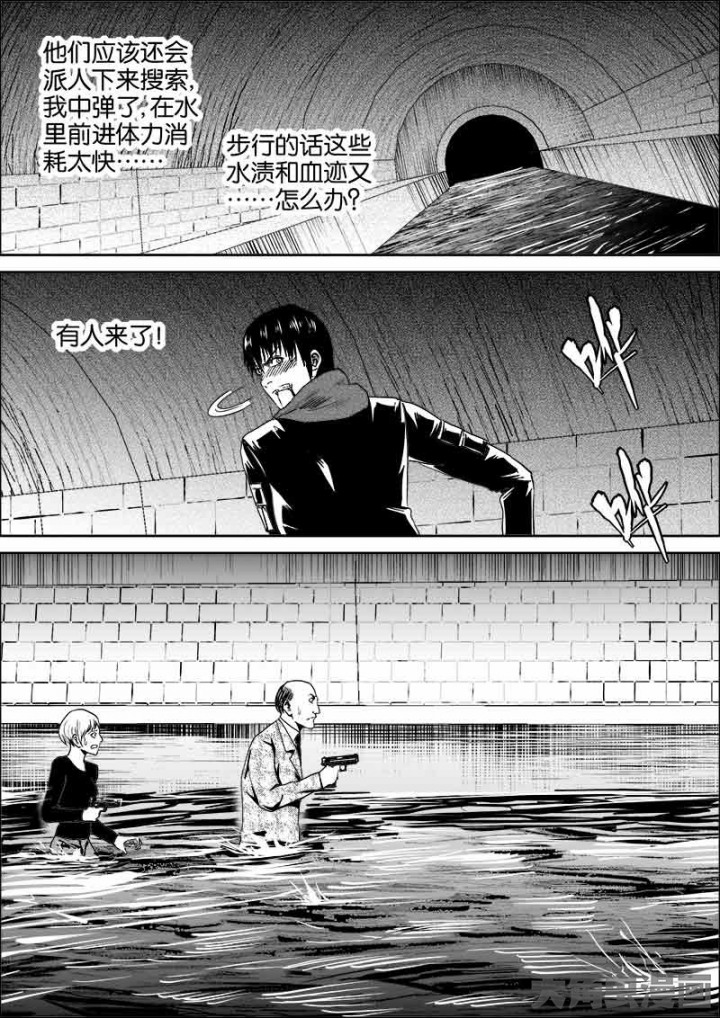 他们应该还会
派人下来搜索，
我中弹了，在水
里前进体力消
耗太快……
步行的话这些
水渍和血迹又
……怎么办？
有人来了！